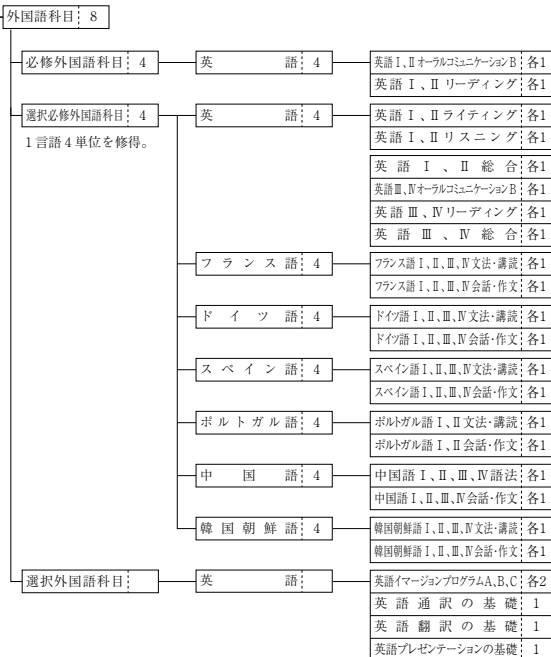 外国語科目 8
必修外国語科目 4 英語 4 英語Ⅰ、ⅡオーラルコミュニケーションB 各1
英語Ⅰ、Ⅱリーディング 各1
選択必修外国語科目 4 英語 4 英語Ⅰ、Ⅱライティング 各1
1言語4単位を修得。 英語Ⅰ、Ⅱリスニング 各1
英語Ⅰ、Ⅱ総合 各1
英語Ⅲ、ⅣオーラルコミュニケーションB 各1
英語Ⅲ、Ⅳリーディング 各1
英語Ⅲ、Ⅳ総合 各1
フランス語 4 フランス語Ⅰ、Ⅱ、Ⅲ、Ⅳ文法・講読 各1
フランス語Ⅰ、Ⅱ、Ⅲ、Ⅳ会話・作文 各1
ドイツ語 4 ドイツ語Ⅰ、Ⅱ、Ⅲ、Ⅳ文法・講読 各1
ドイツ語Ⅰ、Ⅱ、Ⅲ、Ⅳ会話・作文 各1
スペイン語 4 スペイン語Ⅰ、Ⅱ、Ⅲ、Ⅳ文法・講読 各1
スペイン語Ⅰ、Ⅱ、Ⅲ、Ⅳ会話・作文 各1
ポルトガル語 4 ポルトガル語Ⅰ、Ⅱ文法・講読 各1
ポルトガル語Ⅰ、Ⅱ会話・作文 各1
中国語 4 中国語Ⅰ、Ⅱ、Ⅲ、Ⅳ語法 各1
中国語Ⅰ、Ⅱ、Ⅲ、Ⅳ会話・作文 各1
韓国朝鮮語 4 韓国朝鮮語Ⅰ、Ⅱ、Ⅲ、Ⅳ文法・講読 各1
韓国朝鮮語Ⅰ、Ⅱ、Ⅲ、Ⅳ会話・作文 各1
選択外国語科目 英語 英語イマージョンプログラムA、B、C 各2
英語通訳の基礎 1
英語翻訳の基礎 1
英語プレゼンテーションの基礎 1